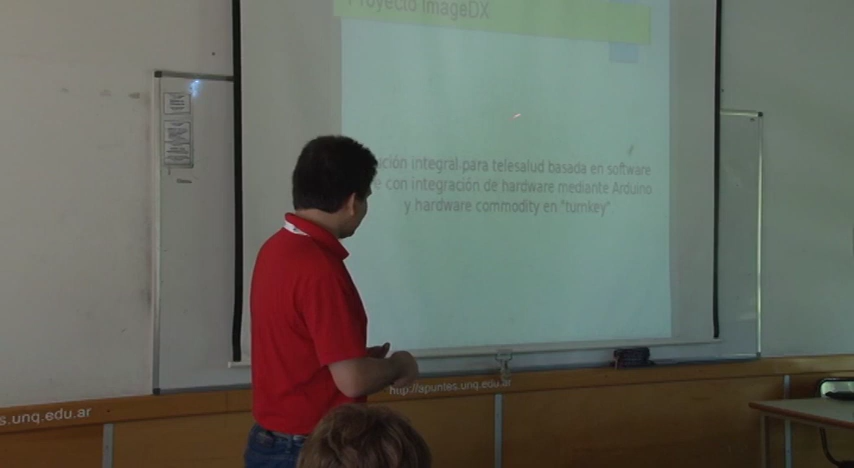 Proyecto ImageDX
ación integral para telesalud basada en software
e con integración de hardware mediante Arduino
y hardware commodity en "turnkey"
http://apuntes.unq.edu.ar
s.unq.edu.ar